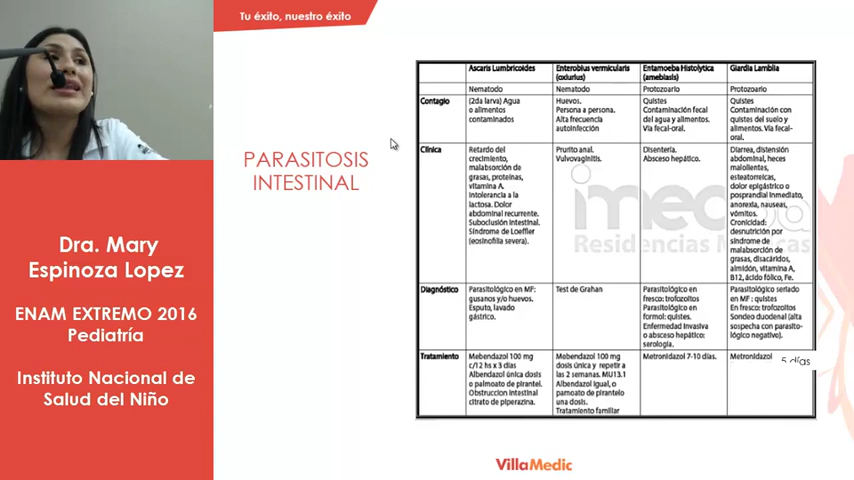 Tu éxito, nuestro éxito
PARASITOSIS
INTESTINAL
Dra. Mary
Espinoza Lopez
ENAM EXTREMO 2016
Pediatría
Instituto Nacional de
Salud del Niño
Ascaris Lumbricoides
Enterobius vermicularis
(oxiurius)
Entamoeba Histolytica
(amebiasis)
Giardia Lamblia
Nematodo
Nematodo
Protozoario
Protozoario
Contagio
(2da larva) Agua
o alimentos
contaminados
Huevos.
Persona a persona.
Alta frecuencia
autoinfección
Quistes
Contaminación fecal
del agua y alimentos.
Vía fecal-oral.
Quistes
Contaminación con
quistes del suelo y
alimentos. Vía fecal-
oral.
Clínica
Retardo del
crecimiento,
malabsorción de
grasas, proteínas,
vitamina A.
Intolerancia a la
lactosa. Dolor
abdominal recurrente.
Suboclusión intestinal.
Síndrome de Loeffler
(eosinofilia severa).
Prurito anal.
Vulvovaginitis.
Disentería.
Absceso hepático.
Diarrea, distensión
abdominal, heces
malolientes,
esteatorreicas,
dolor epigástrico o
posprandial inmediato,
anorexia, nauseas,
vómitos.
Cronicidad:
desnutrición por
síndrome de
malabsorción de
grasas, disacáridos,
almidón, vitamina A,
B12, ácido fólico, Fe.
Diagnóstico
Parasitológico en MF:
gusanos y/o huevos.
Esputo, lavado
gástrico.
Test de Grahan
Parasitológico en
fresco: trofozoítos
Parasitológico en
formol: quistes.
Enfermedad invasiva
o absceso hepático:
serología.
Parasitológico seriado
en MF : quistes
En fresco: trofozoítos
Sondeo duodenal (alta
sospecha con parasito-
lógico negativo).
Tratamiento
Mebendazol 100 mg
c/12 hs x 3 días
Albendazol única dosis
o palmoato de pirantel.
Obstruccion intestinal
citrato de piperazina.
Mebendazol 100 mg
dosis única y repetir a
las 2 semanas. MU13.1
Albendazol igual, o
pamoato de pirantelo
una dosis.
Tratamiento familiar
Metronidazol 7-10 días.
Metronidazol
5 días
Residencias Médicas
VillaMedic